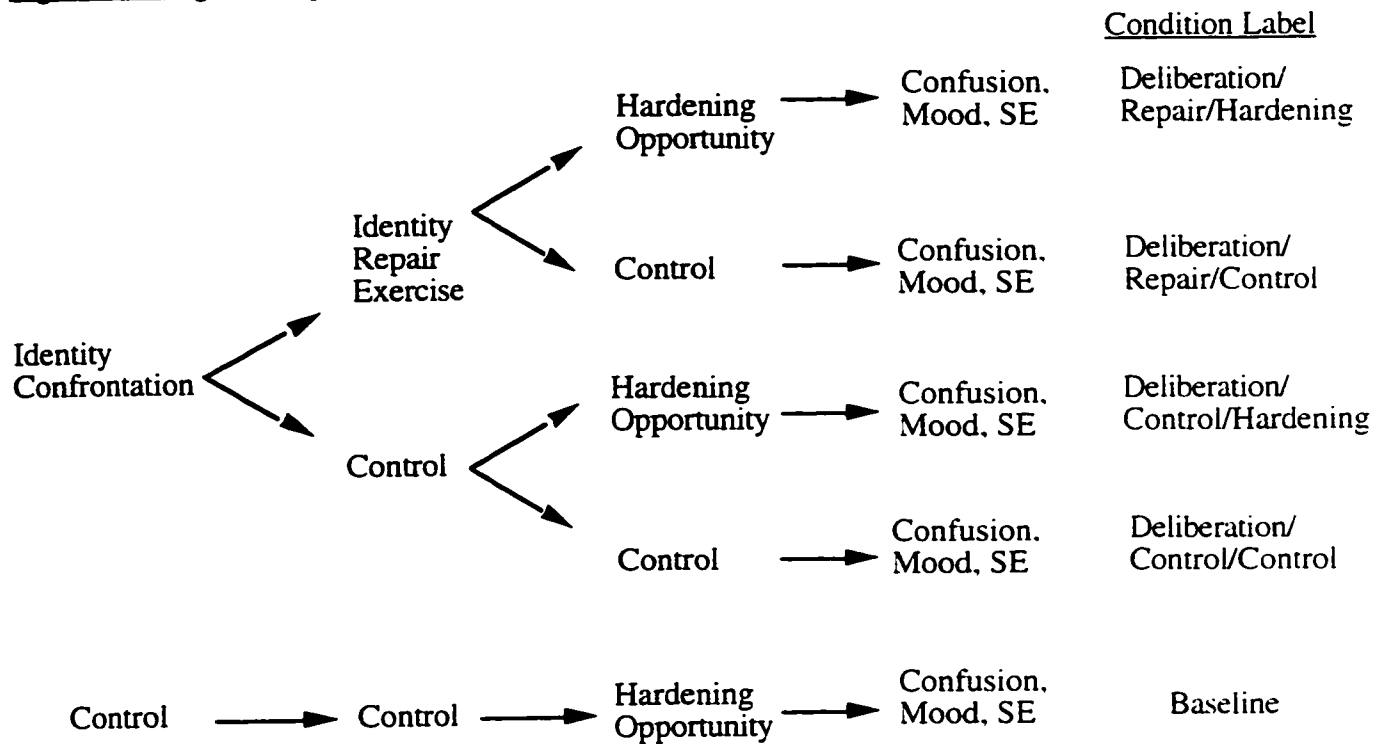 Condition Label
Hardening
Opportunity
Confusion.
Mood, SE
Deliberation/
Repair/Hardening
Identity
Repair
Exercise
Control
Confusion.
Mood, SE
Deliberation/
Repair/Control
Identity
Confrontation
Hardening
Opportunity
Confusion.
Mood, SE
Deliberation/
Control/Hardening
Control
Control
Confusion.
Mood, SE
Deliberation/
Control/Control
Control
Control
Hardening
Opportunity
Confusion.
Mood, SE
Baseline